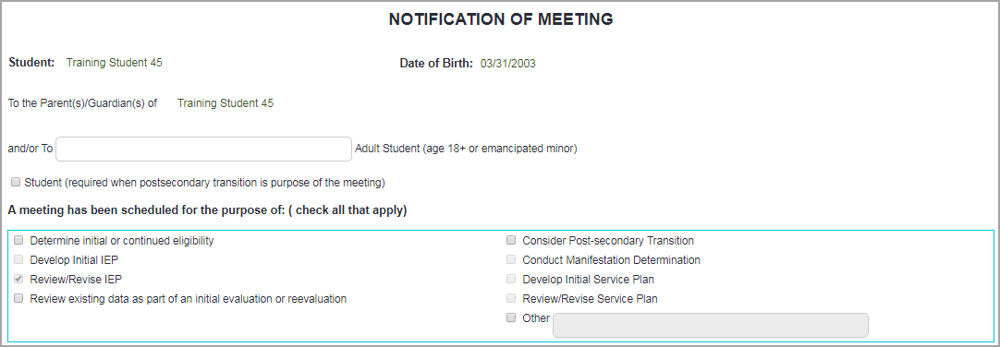 NOTIFICATION OF MEETING
Student: Training Student 45 Date of Birth: 03/31/2003
To the Parent(s)/Guardian(s) of Training Student 45
and/or To Adult Student (age 18+ or emancipated minor)
Student (required when postsecondary transition is purpose of the meeting)
A meeting has been scheduled for the purpose of: ( check all that apply)
Determine initial or continued eligibility
Develop Initial IEP
Review/Revise IEP
Review existing data as part of an initial evaluation or reevaluation
Consider Post-secondary Transition
Conduct Manifestation Determination
Develop Initial Service Plan
Review/Revise Service Plan
Other